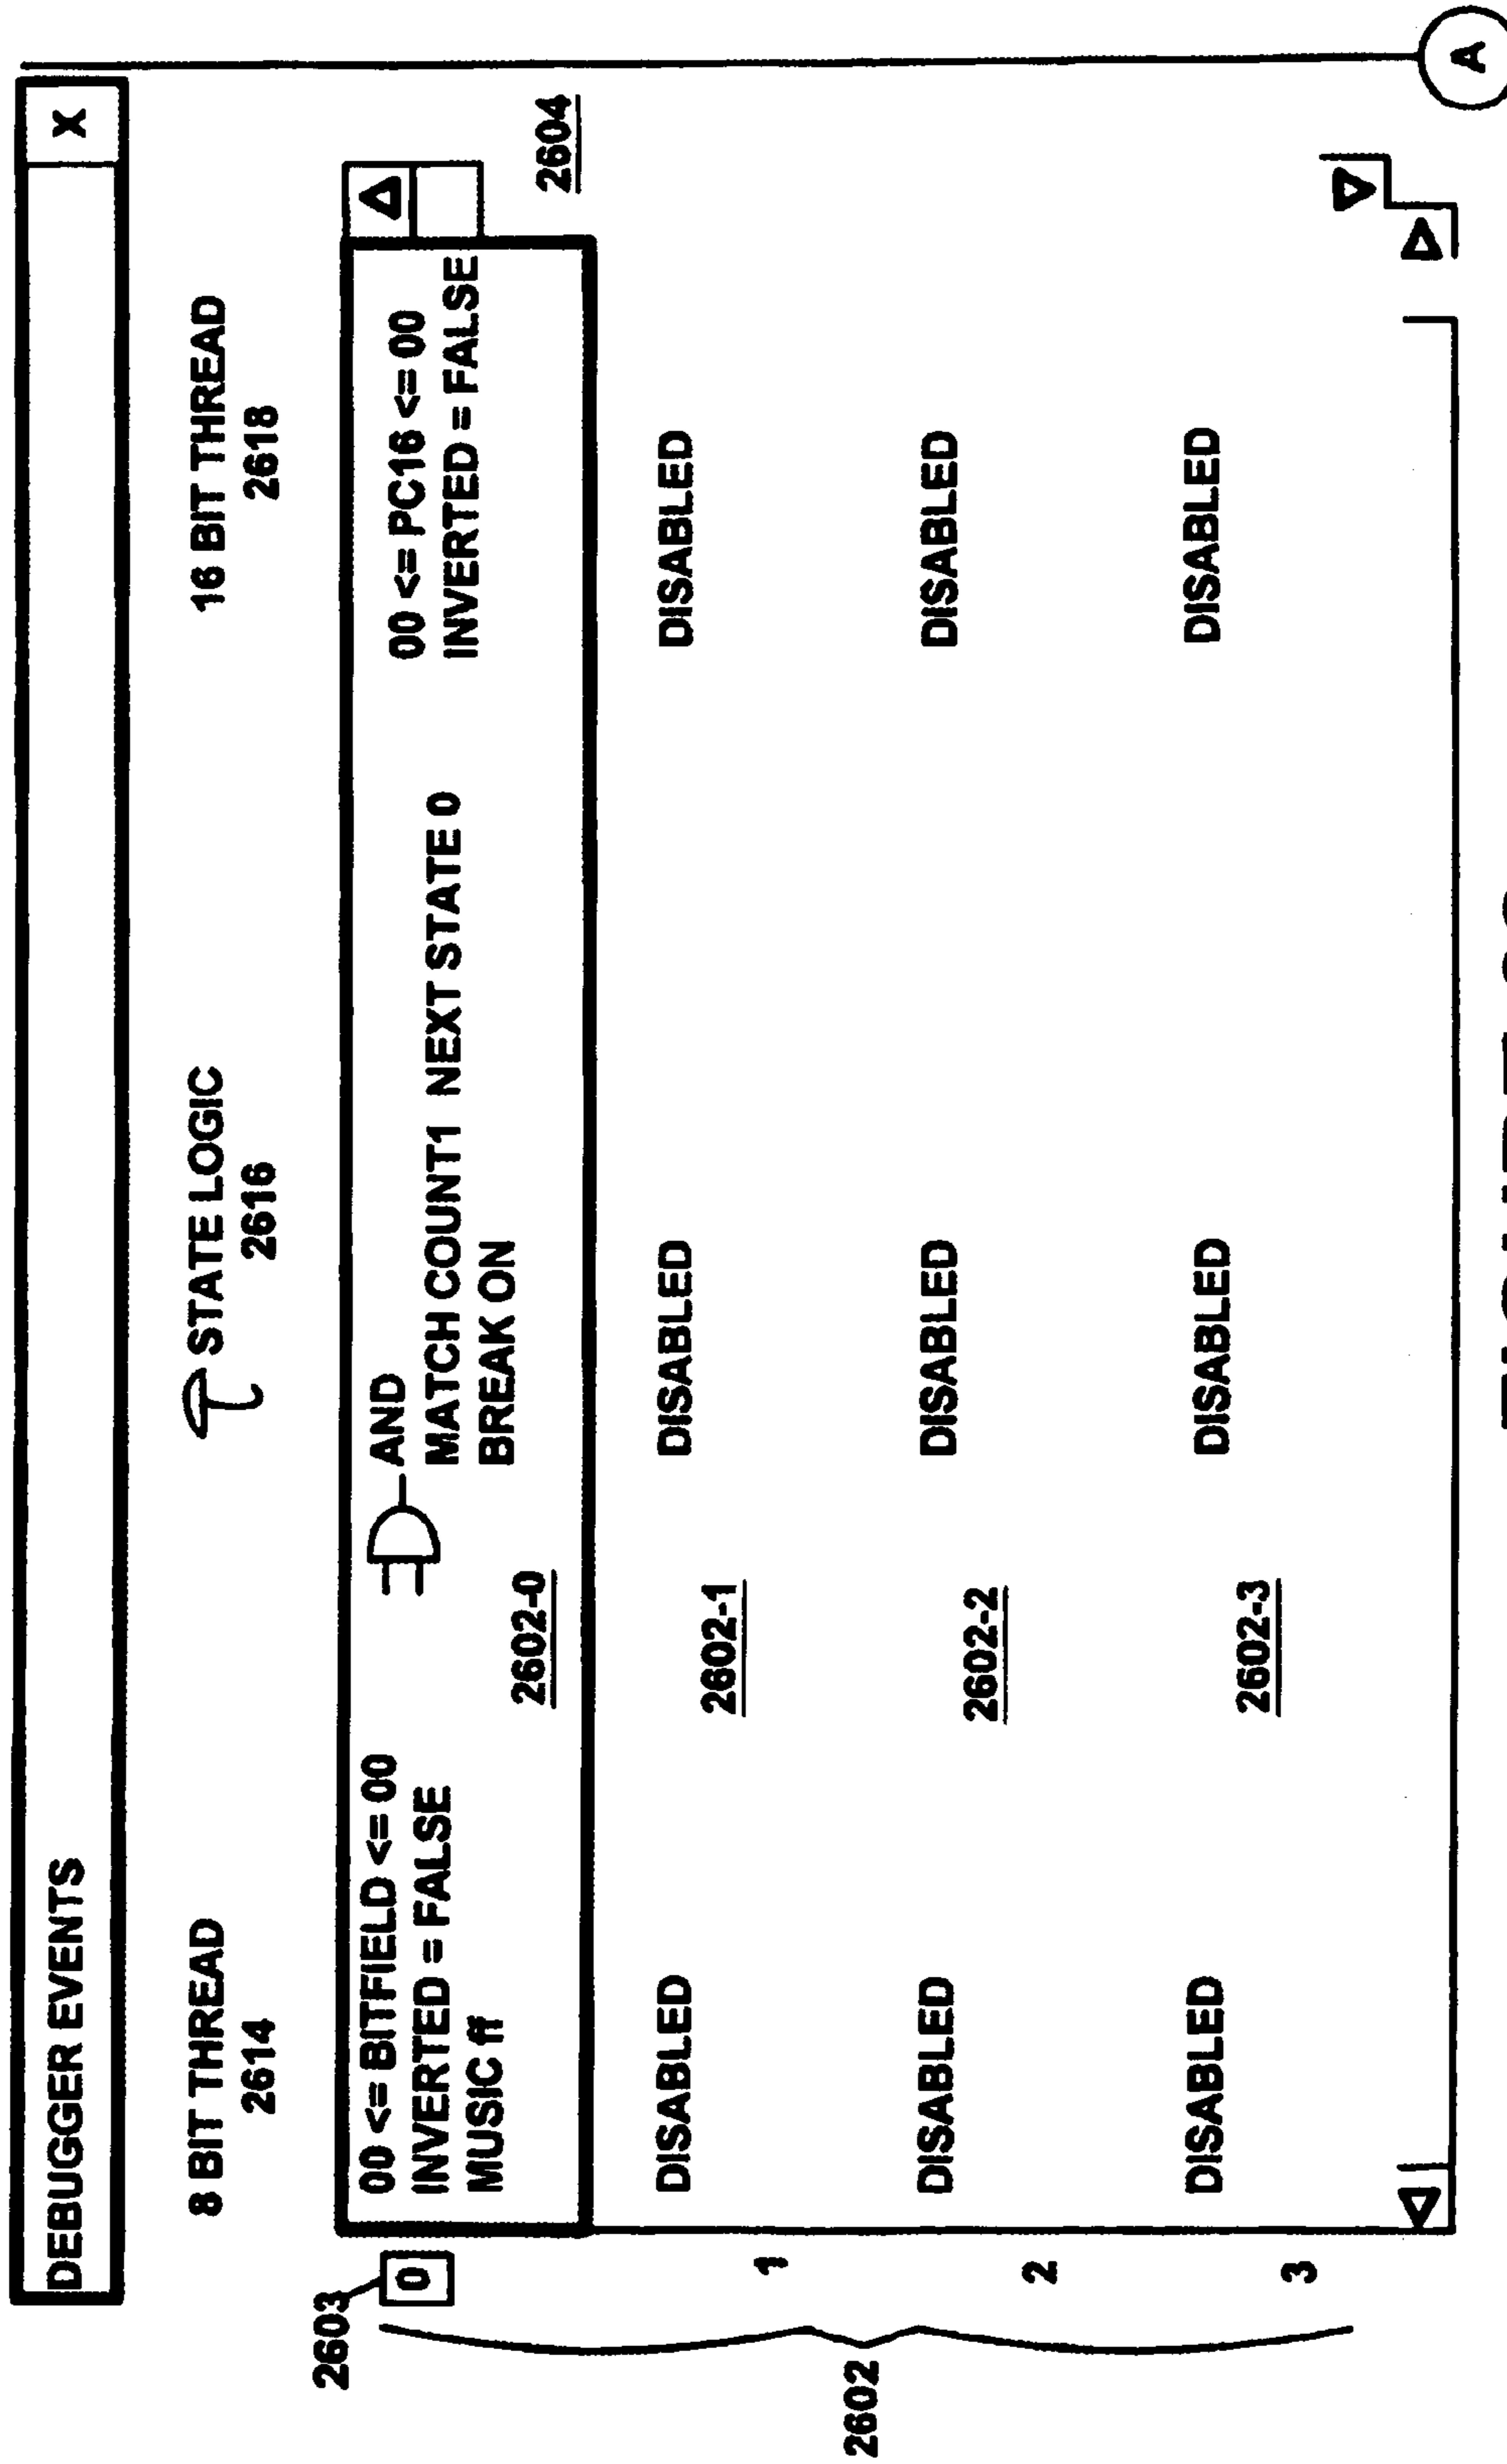 DEBUGGER EVENTS X
8 BIT THREAD
2614
STATE LOGIC
2616
16 BIT THREAD
2618
2603
0
00 <= BITFIELD <= 00
INVERTED = FALSE
MUSIC ff
AND
MATCH COUNT1 NEXT STATE 0
BREAK ON
2602-0
00 <= PC16 <= 00
INVERTED = FALSE
2604
2602
1
DISABLED DISABLED DISABLED
2602-1
2
DISABLED DISABLED DISABLED
2602-2
3
DISABLED DISABLED DISABLED
2602-3
A